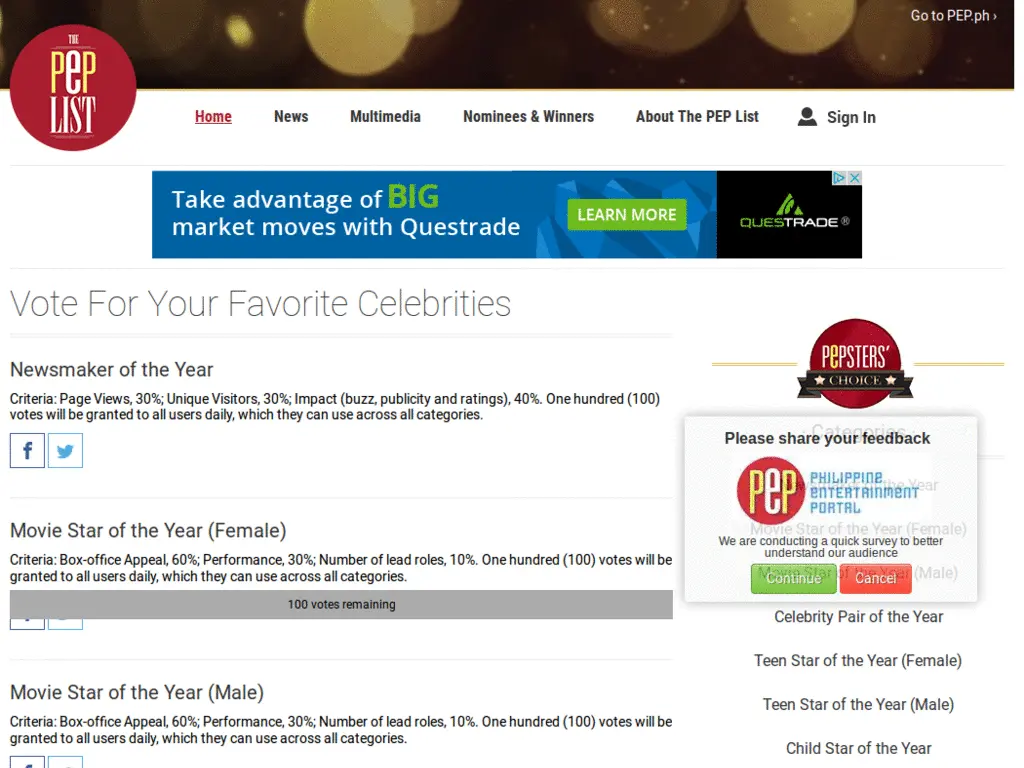 Go to PEP.ph ›
THE
PEP
LIST
Home
News
Multimedia
Nominees & Winners
About The PEP List
Sign In
Take advantage of BIG
market moves with Questrade
LEARN MORE
QUESTRADE®
Vote For Your Favorite Celebrities
Newsmaker of the Year
Criteria: Page Views, 30%; Unique Visitors, 30%; Impact (buzz, publicity and ratings), 40%. One hundred (100)
votes will be granted to all users daily, which they can use across all categories.
Movie Star of the Year (Female)
Criteria: Box-office Appeal, 60%; Performance, 30%; Number of lead roles, 10%. One hundred (100) votes will be
granted to all users daily, which they can use across all categories.
100 votes remaining
Movie Star of the Year (Male)
Criteria: Box-office Appeal, 60%; Performance, 30%; Number of lead roles, 10%. One hundred (100) votes will be
granted to all users daily, which they can use across all categories.
PEPSTERS'
CHOICE
Categories
Please share your feedback
PEP PHILIPPINE
ENTERTAINMENT
PORTAL
of the Year
Movie Star of the Year (Female)
We are conducting a quick survey to better
understand our audience
Movie Star of the Year (Male)
Continue
Cancel
Celebrity Pair of the Year
Teen Star of the Year (Female)
Teen Star of the Year (Male)
Child Star of the Year